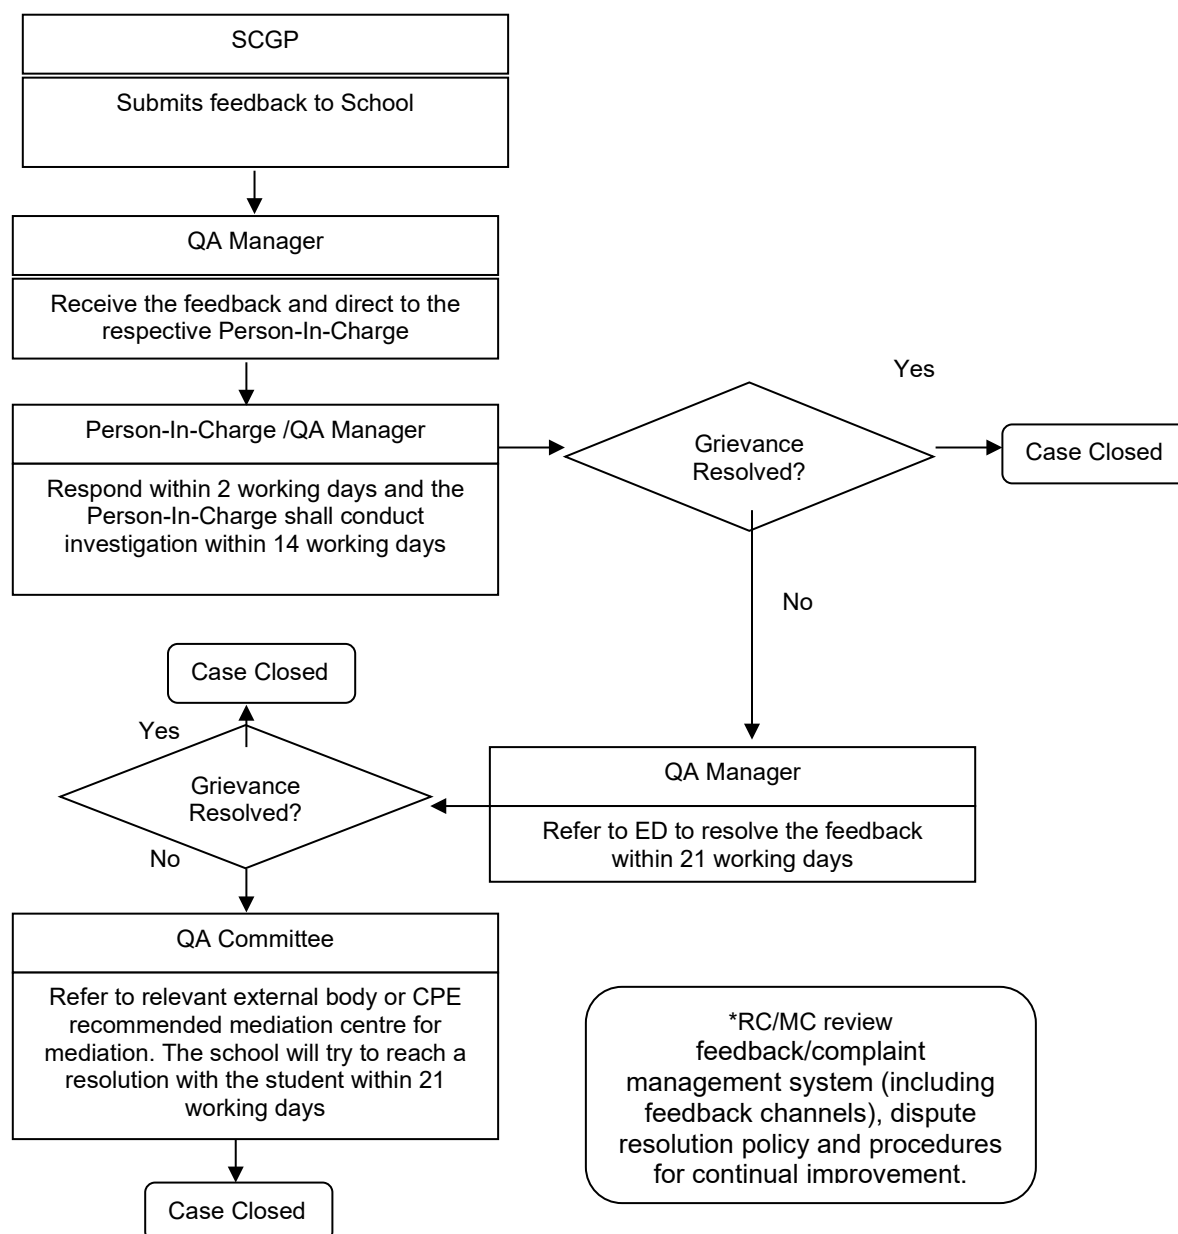 SCGP
Submits feedback to School
QA Manager
Receive the feedback and direct to the
respective Person-In-Charge
Person-In-Charge /QA Manager
Respond within 2 working days and the
Person-In-Charge shall conduct
investigation within 14 working days
Grievance
Resolved?
Yes
Case Closed
No
QA Manager
Refer to ED to resolve the feedback
within 21 working days
Grievance
Resolved?
Yes
Case Closed
No
QA Committee
Refer to relevant external body or CPE
recommended mediation centre for
mediation. The school will try to reach a
resolution with the student within 21
working days
Case Closed
*RC/MC review
feedback/complaint
management system (including
feedback channels), dispute
resolution policy and procedures
for continual improvement.